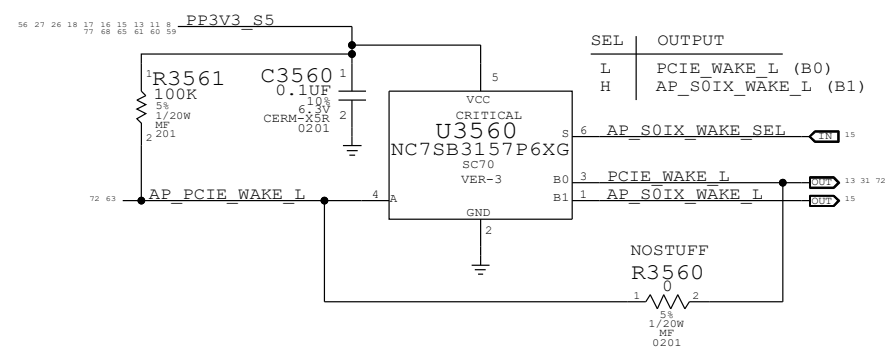 56 27 26 18 17 16 15 13 11 8
77 68 65 61 60 59
PP3V3_S5
SEL OUTPUT
L PCIE_WAKE_L (B0)
H AP_S0IX_WAKE_L (B1)
1
R3561
100K
5%
1/20W
MF
201
2
C3560
1
0.1UF
10%
6.3V
CERM-X5R
0201
2
5
VCC
CRITICAL
U3560
NC7SB3157P6XG
SC70
VER-3
S
6
AP_S0IX_WAKE_SEL
IN
15
B0
3
PCIE_WAKE_L
OUT
13 31 72
B1
1
AP_S0IX_WAKE_L
OUT
15
72 63
AP_PCIE_WAKE_L
4
A
GND
2
NOSTUFF
R3560
0
1
2
5%
1/20W
MF
0201